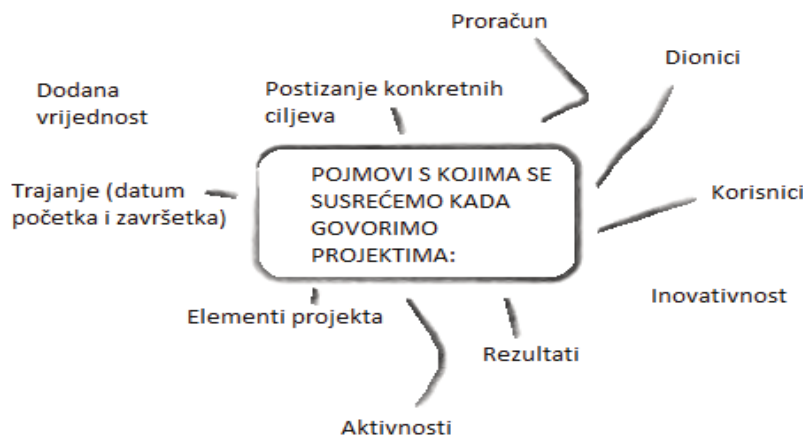 Proračun
Dionici
Dodana
vrijednost
Postizanje konkretnih
ciljeva
POJMOVI S KOJIMA SE
SUSREĆEMO KADA
GOVORIMO
PROJEKTIMA:
Trajanje (datum
početka i završetka)
Korisnici
Inovativnost
Elementi projekta
Rezultati
Aktivnosti